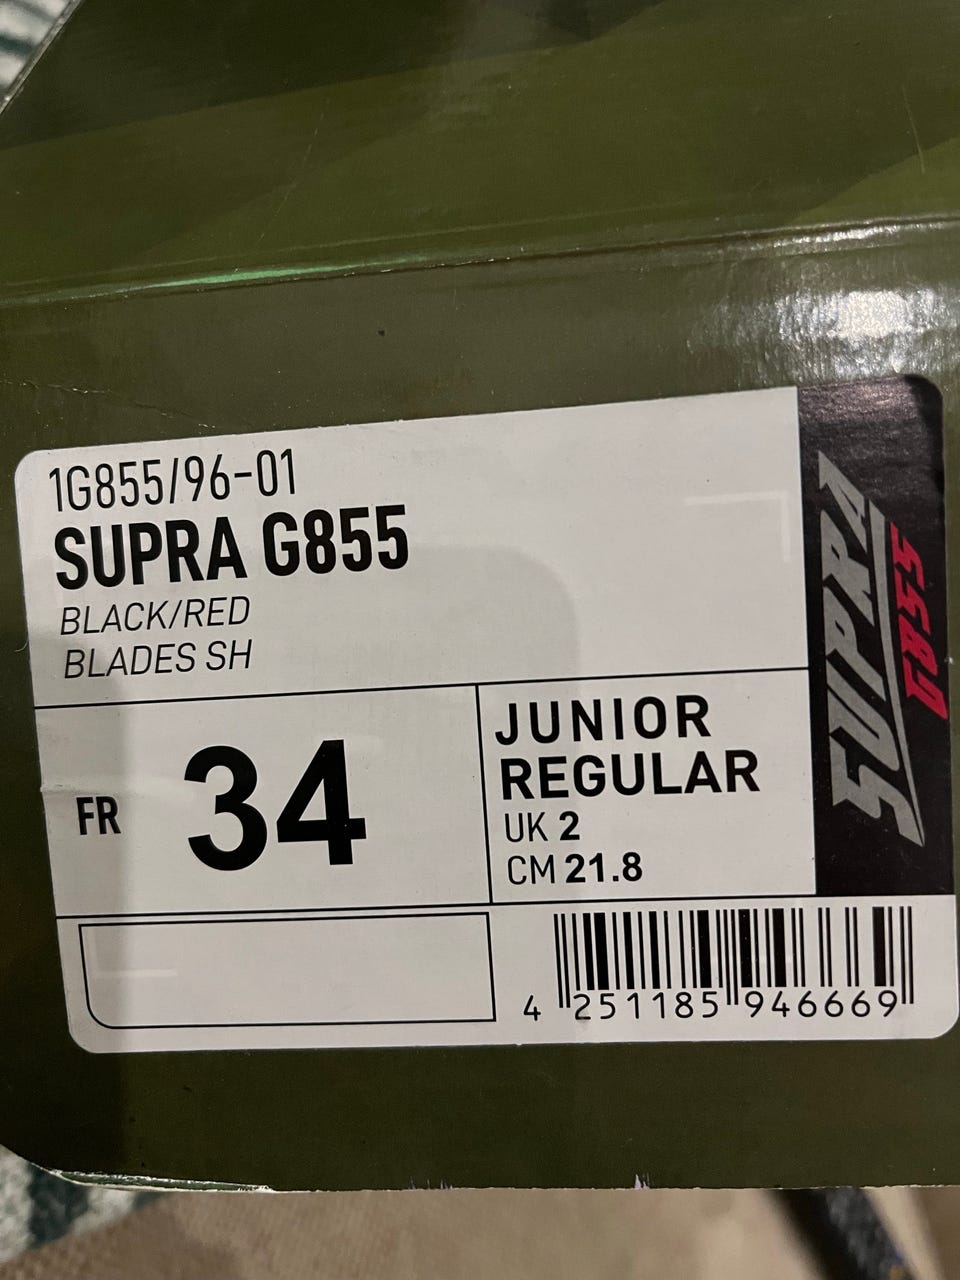 1G855/96-01
SUPRA G855
BLACK/RED
BLADES SH
FR 34
JUNIOR
REGULAR
UK 2
CM 21.8
4 251185 946669
SUPRA
G855